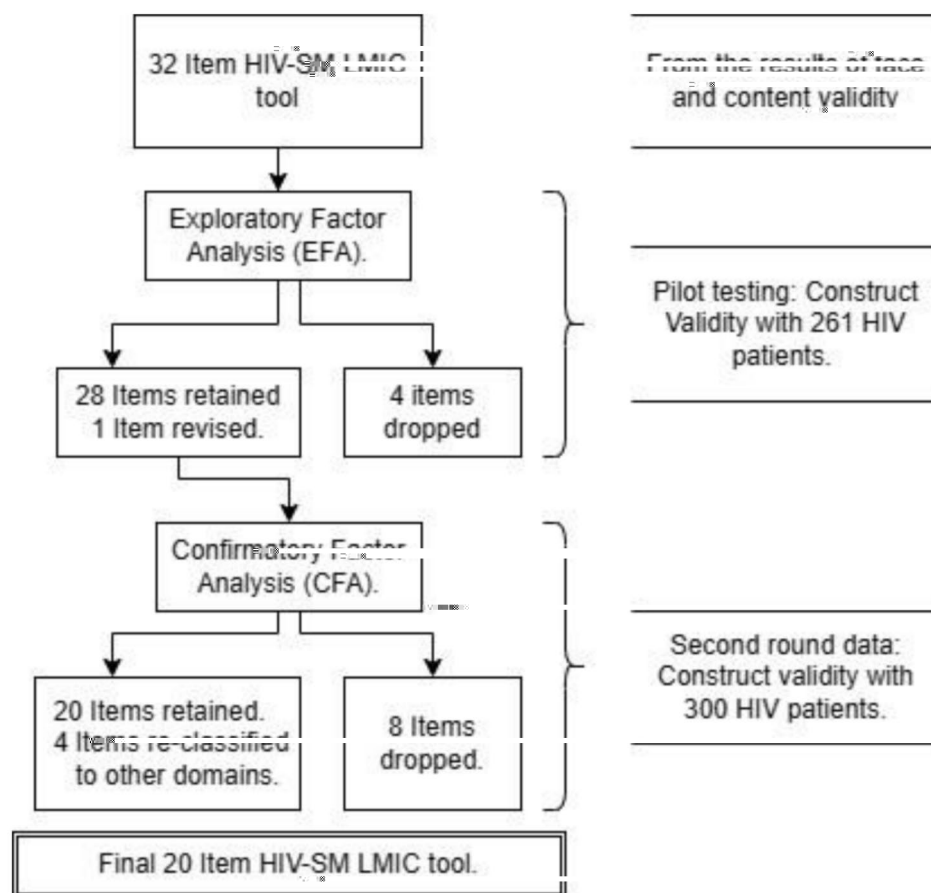 32 Item HIV-SM LMIC
tool
From the results of face
and content validity
Exploratory Factor
Analysis (EFA).
Pilot testing: Construct
Validity with 261 HIV
patients.
28 Items retained
1 Item revised.
4 items
dropped
Confirmatory Factor
Analysis (CFA).
Second round data:
Construct validity with
300 HIV patients.
20 Items retained.
4 Items re-classified
to other domains.
8 Items
dropped.
Final 20 Item HIV-SM LMIC tool.